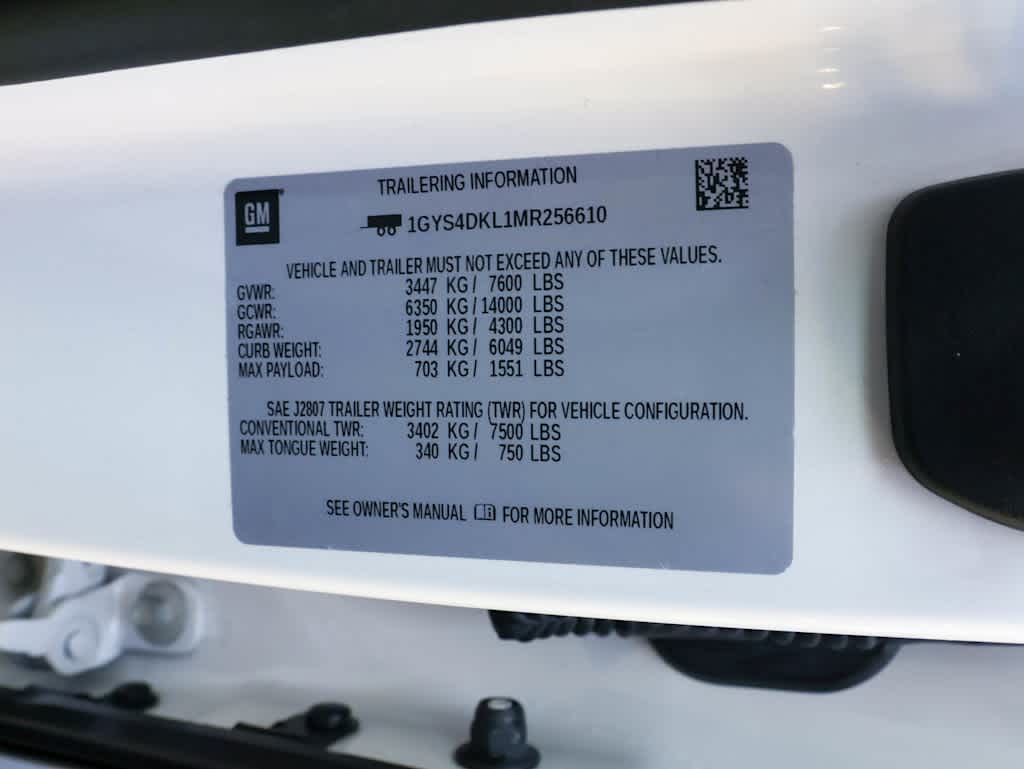 GM
TRAILERING INFORMATION
1GYS4DKL1MR256610
VEHICLE AND TRAILER MUST NOT EXCEED ANY OF THESE VALUES.
GVWR: 3447 KG / 7600 LBS
GCWR: 6350 KG / 14000 LBS
RGAWR: 1950 KG / 4300 LBS
CURB WEIGHT: 2744 KG / 6049 LBS
MAX PAYLOAD: 703 KG / 1551 LBS
SAE J2807 TRAILER WEIGHT RATING (TWR) FOR VEHICLE CONFIGURATION.
CONVENTIONAL TWR: 3402 KG / 7500 LBS
MAX TONGUE WEIGHT: 340 KG / 750 LBS
SEE OWNER'S MANUAL FOR MORE INFORMATION